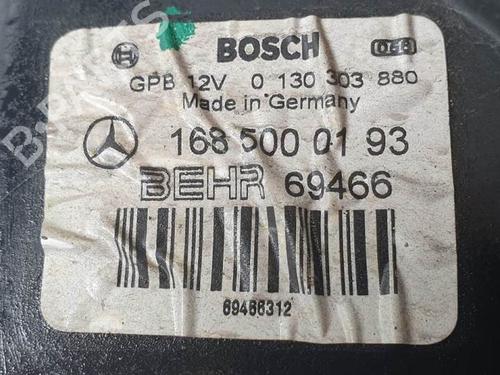 BOSCH
GPB 12V 0 130 303 880
Made in Germany
168 500 01 93
BEHR 69466
69466312